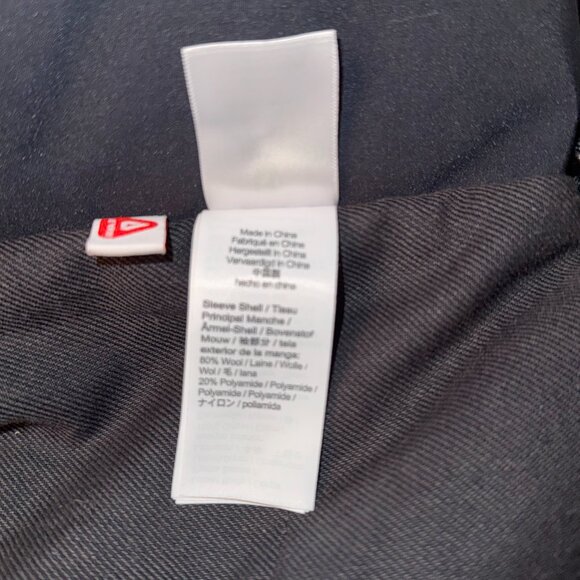 Made in China
Fabriqué en China
Hergestellt in China
Vervaardigd in China
中国製
hecho en china
Sleeve Shell / Tissu
Principal Manche /
Ärmel-Shell / Bovenstof
Mouw / 袖部分 / tela
exterior de la manga:
80% Wool / Laine / Wolle /
Wol / 毛 / lana
20% Polyamide / Polyamide /
Polyamide / Polyamide /
ナイロン / poliamida